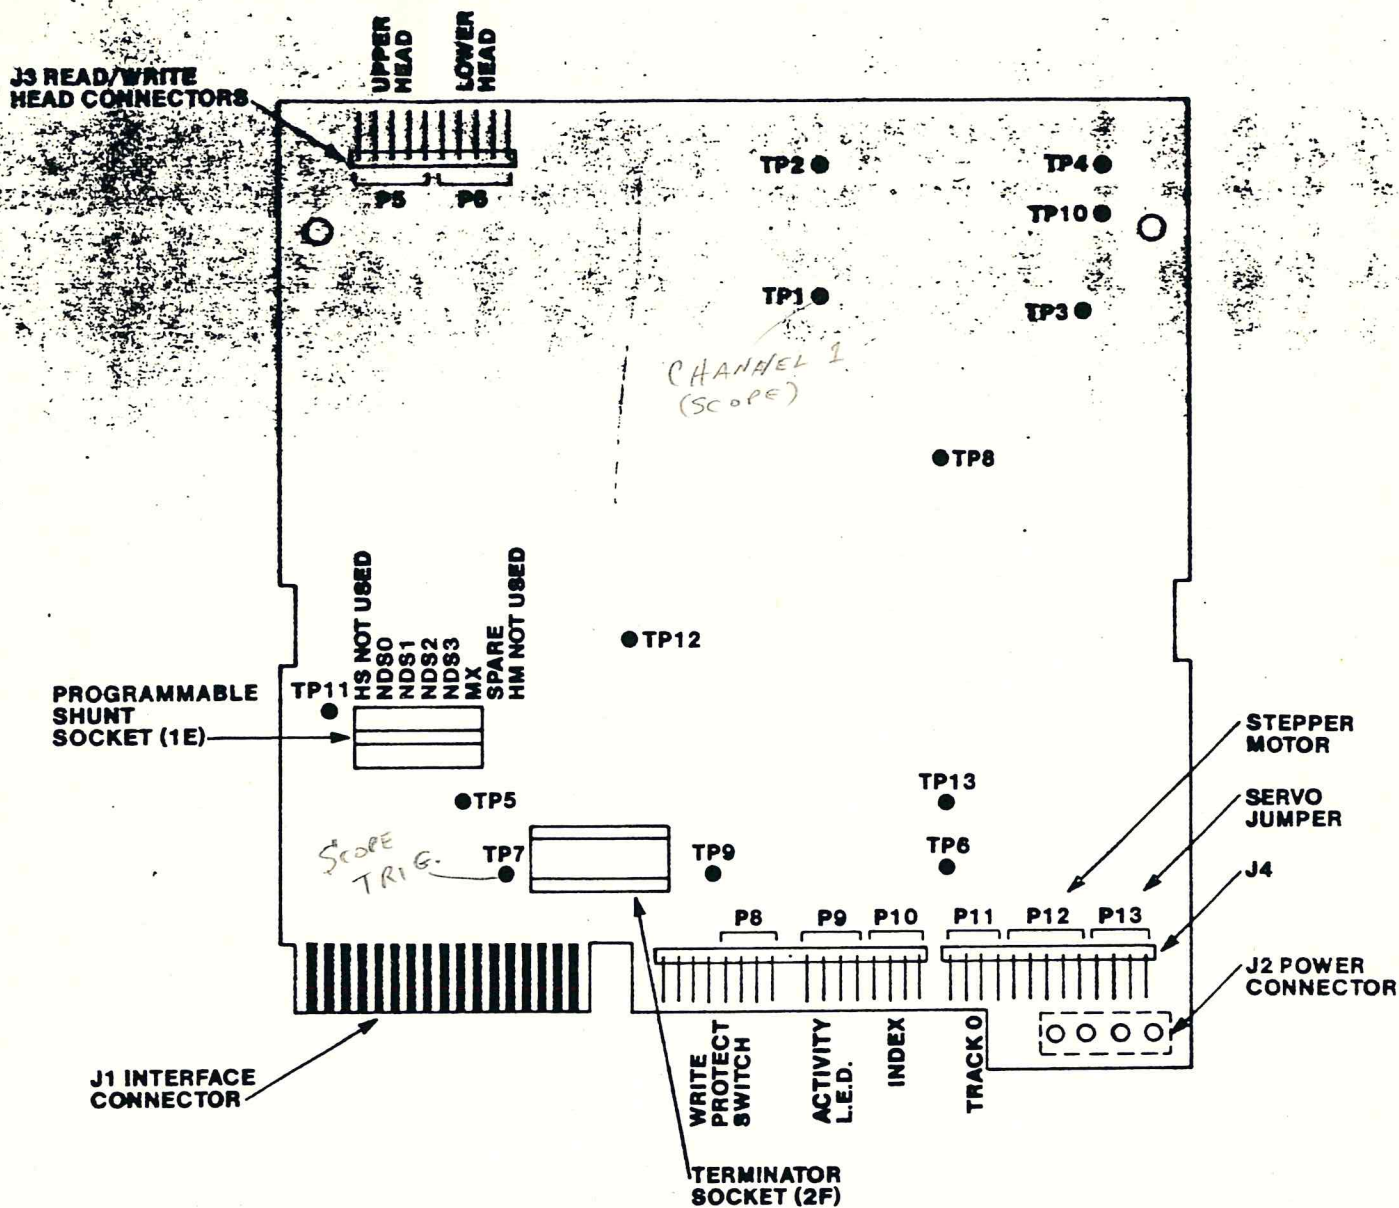 UPPER
HEAD
LOWER
HEAD
J3 READ/WRITE
HEAD CONNECTORS
P5
P6
TP2
TP4
TP10
TP1
TP3
CHANNEL 1
(SCOPE)
TP8
HS NOT USED
NDS0
NDS1
NDS2
NDS3
MX
SPARE
HM NOT USED
TP12
PROGRAMMABLE
SHUNT
SOCKET (1E)
TP11
STEPPER
MOTOR
TP5
TP13
SERVO
JUMPER
SCOPE
TRIG.
TP7
TP9
TP6
J4
P8
P9
P10
P11
P12
P13
J2 POWER
CONNECTOR
J1 INTERFACE
CONNECTOR
WRITE
PROTECT
SWITCH
ACTIVITY
L.E.D.
INDEX
TRACK 0
TERMINATOR
SOCKET (2F)